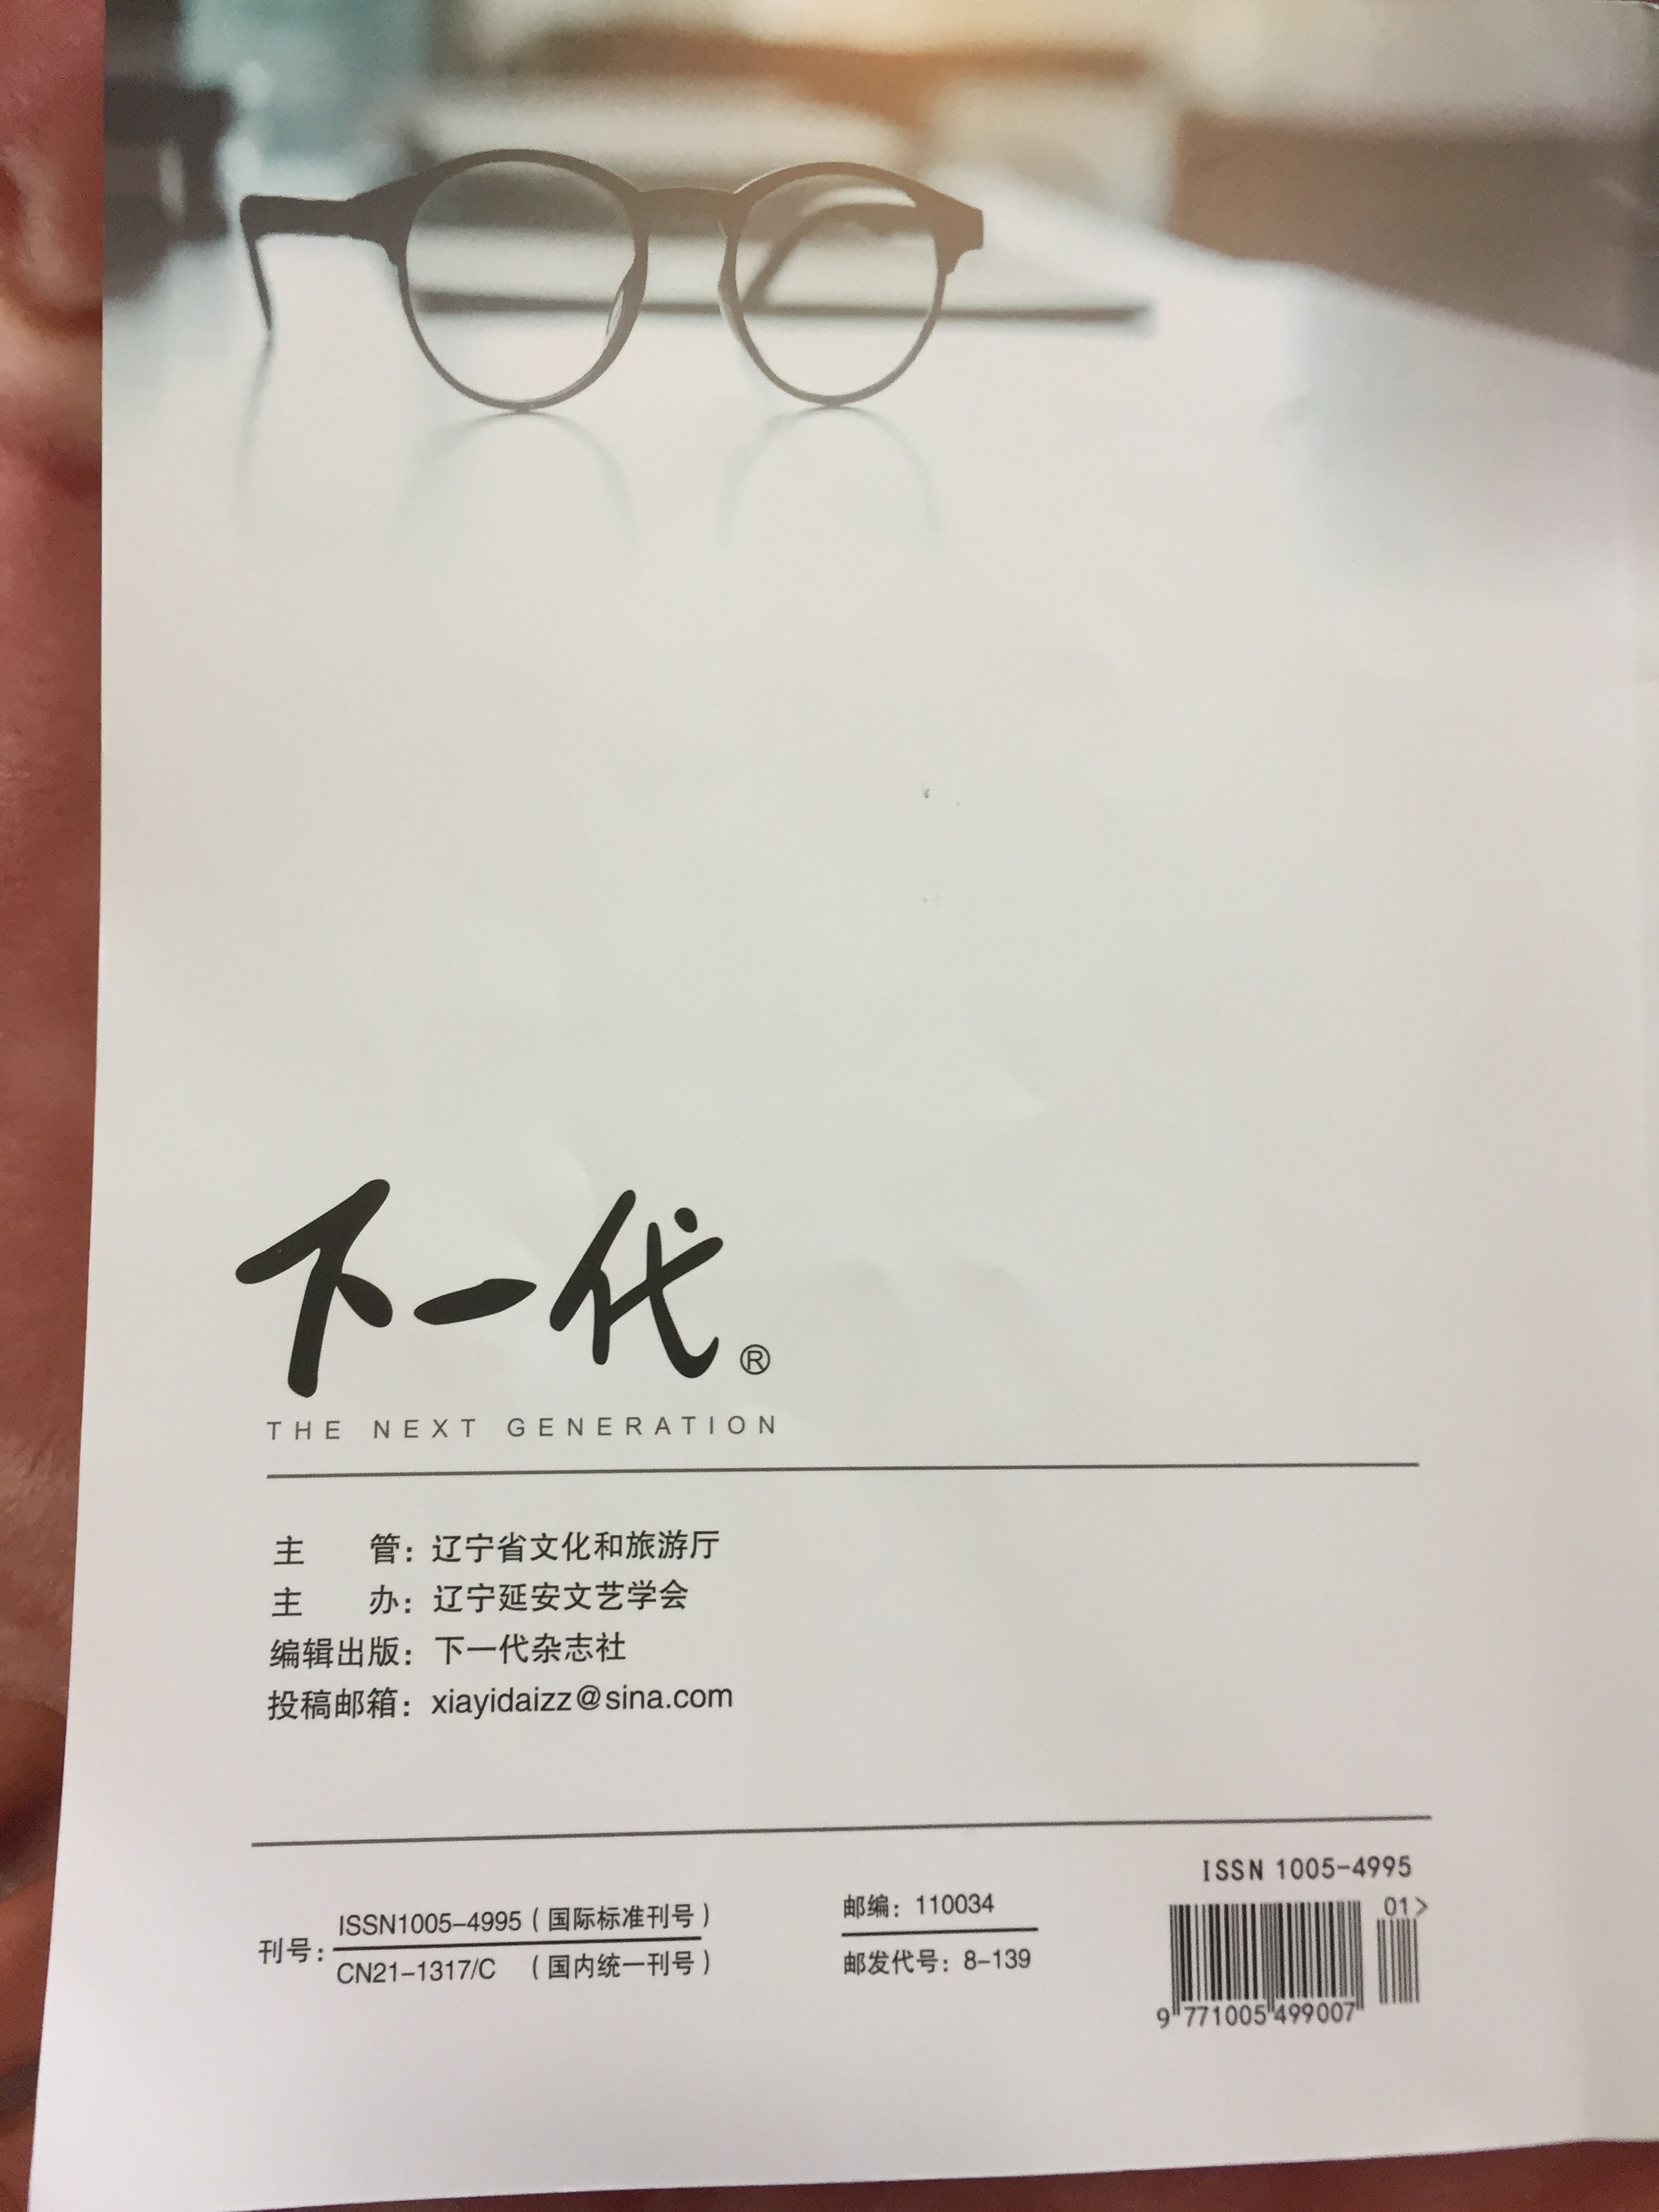 下一代®
THE NEXT GENERATION
主　　管：辽宁省文化和旅游厅
主　　办：辽宁延安文艺学会
编辑出版：下一代杂志社
投稿邮箱：xiayidaizz@sina.com
刊号：
ISSN1005-4995（国际标准刊号）
CN21-1317/C （国内统一刊号）
邮编：110034
邮发代号：8-139
ISSN 1005-4995
01>
9 771005 499007